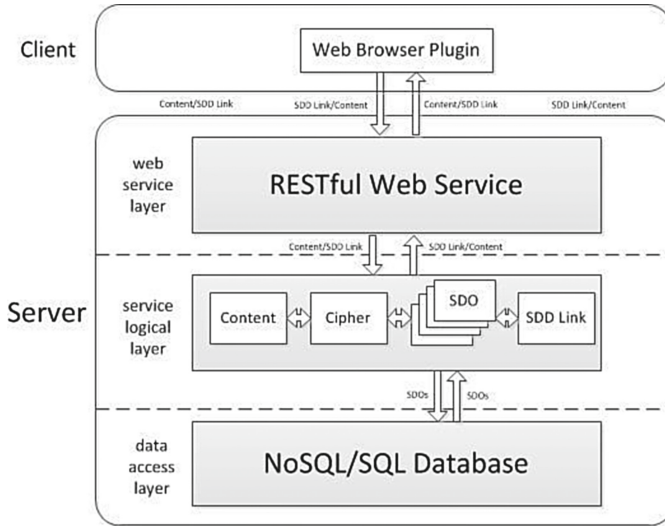 Client
Web Browser Plugin
Content/SDD Link
SDD Link/Content
Content/SDD Link
SDD Link/Content
Server
web
service
layer
RESTful Web Service
Content/SDD Link
SDD Link/Content
service
logical
layer
Content
Cipher
SDO
SDD Link
SDOs
SDOs
data
access
layer
NoSQL/SQL Database